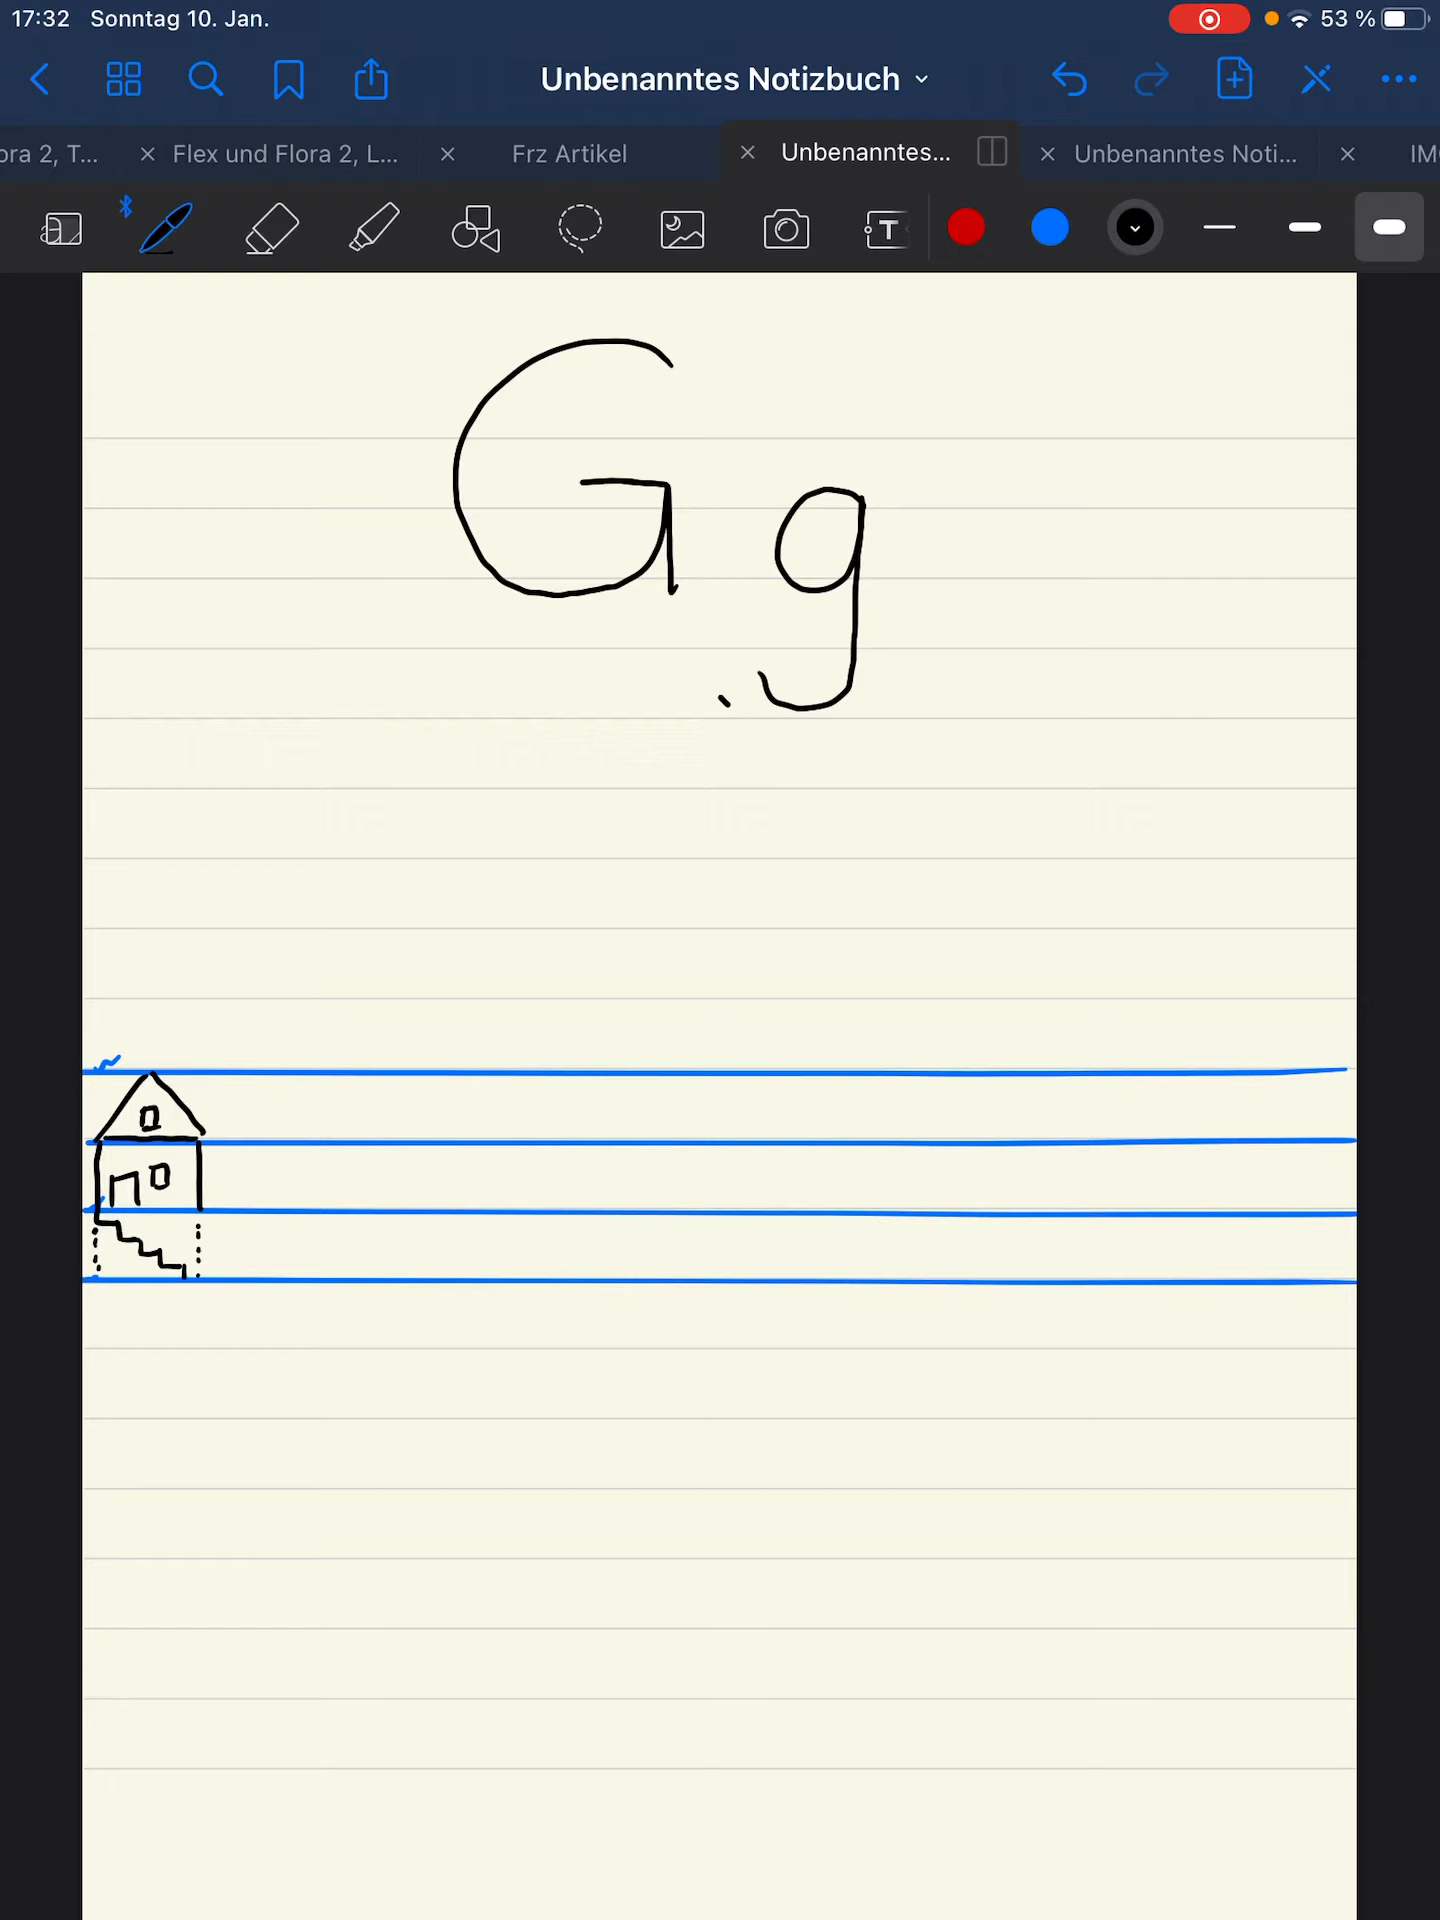 17:32 Sonntag 10. Jan. 53 %
Unbenanntes Notizbuch
ora 2, T... Flex und Flora 2, L... Frz Artikel Unbenanntes... Unbenanntes Noti... IM
T
G g